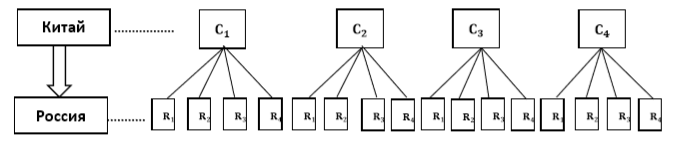 Китай C₁ C₂ C₃ C₄
Россия R₁ R₂ R₃ R₄ R₁ R₂ R₃ R₄ R₁ R₂ R₃ R₄ R₁ R₂ R₃ R₄